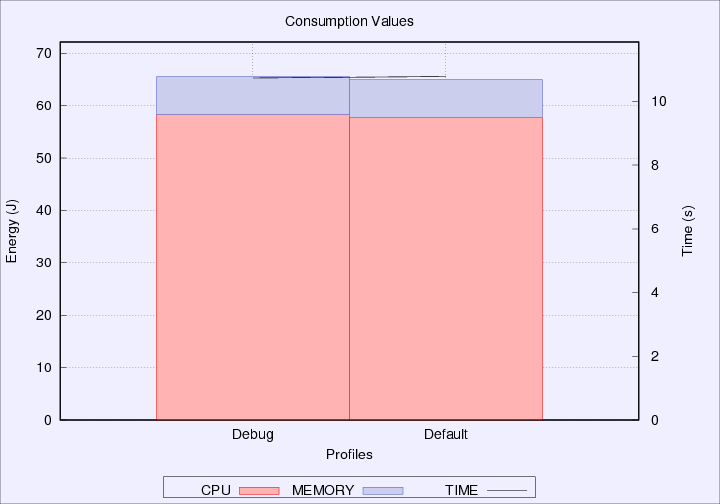 Consumption Values
70
60
50
40
30
20
10
0
Energy (J)
10
8
6
4
2
0
Time (s)
Debug Default
Profiles
CPU MEMORY TIME